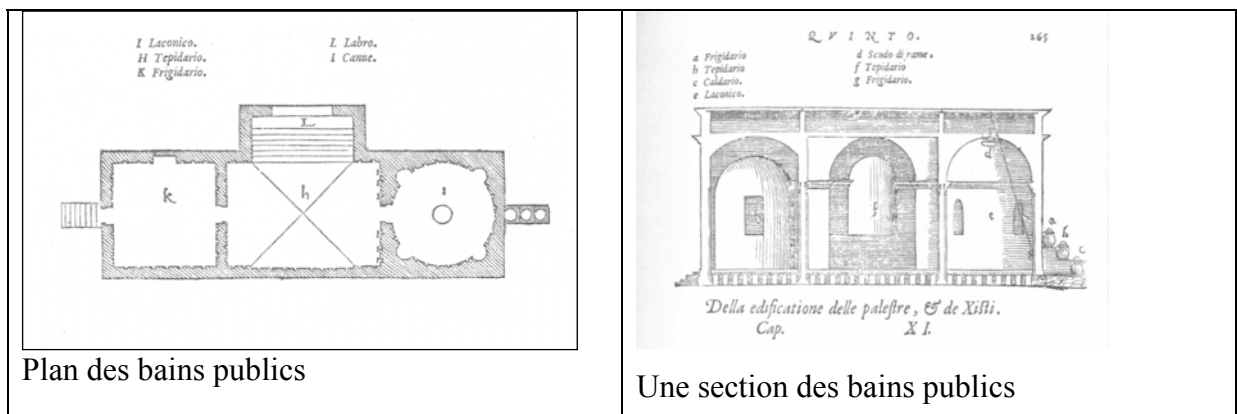 I Laconico.
H Tepidario.
K Frigidario.
L Labro.
I Canne.
L
k
h
I
Plan des bains publics
QVINTO. 265
a Frigidario
b Tepidario
c Caldario.
e Laconico.
d Scudo di rame.
f Tepidario
g Frigidario.
d
g
f
e
a
b
c
Della edificatione delle palestre, & de Xisti.
Cap. XI.
Une section des bains publics